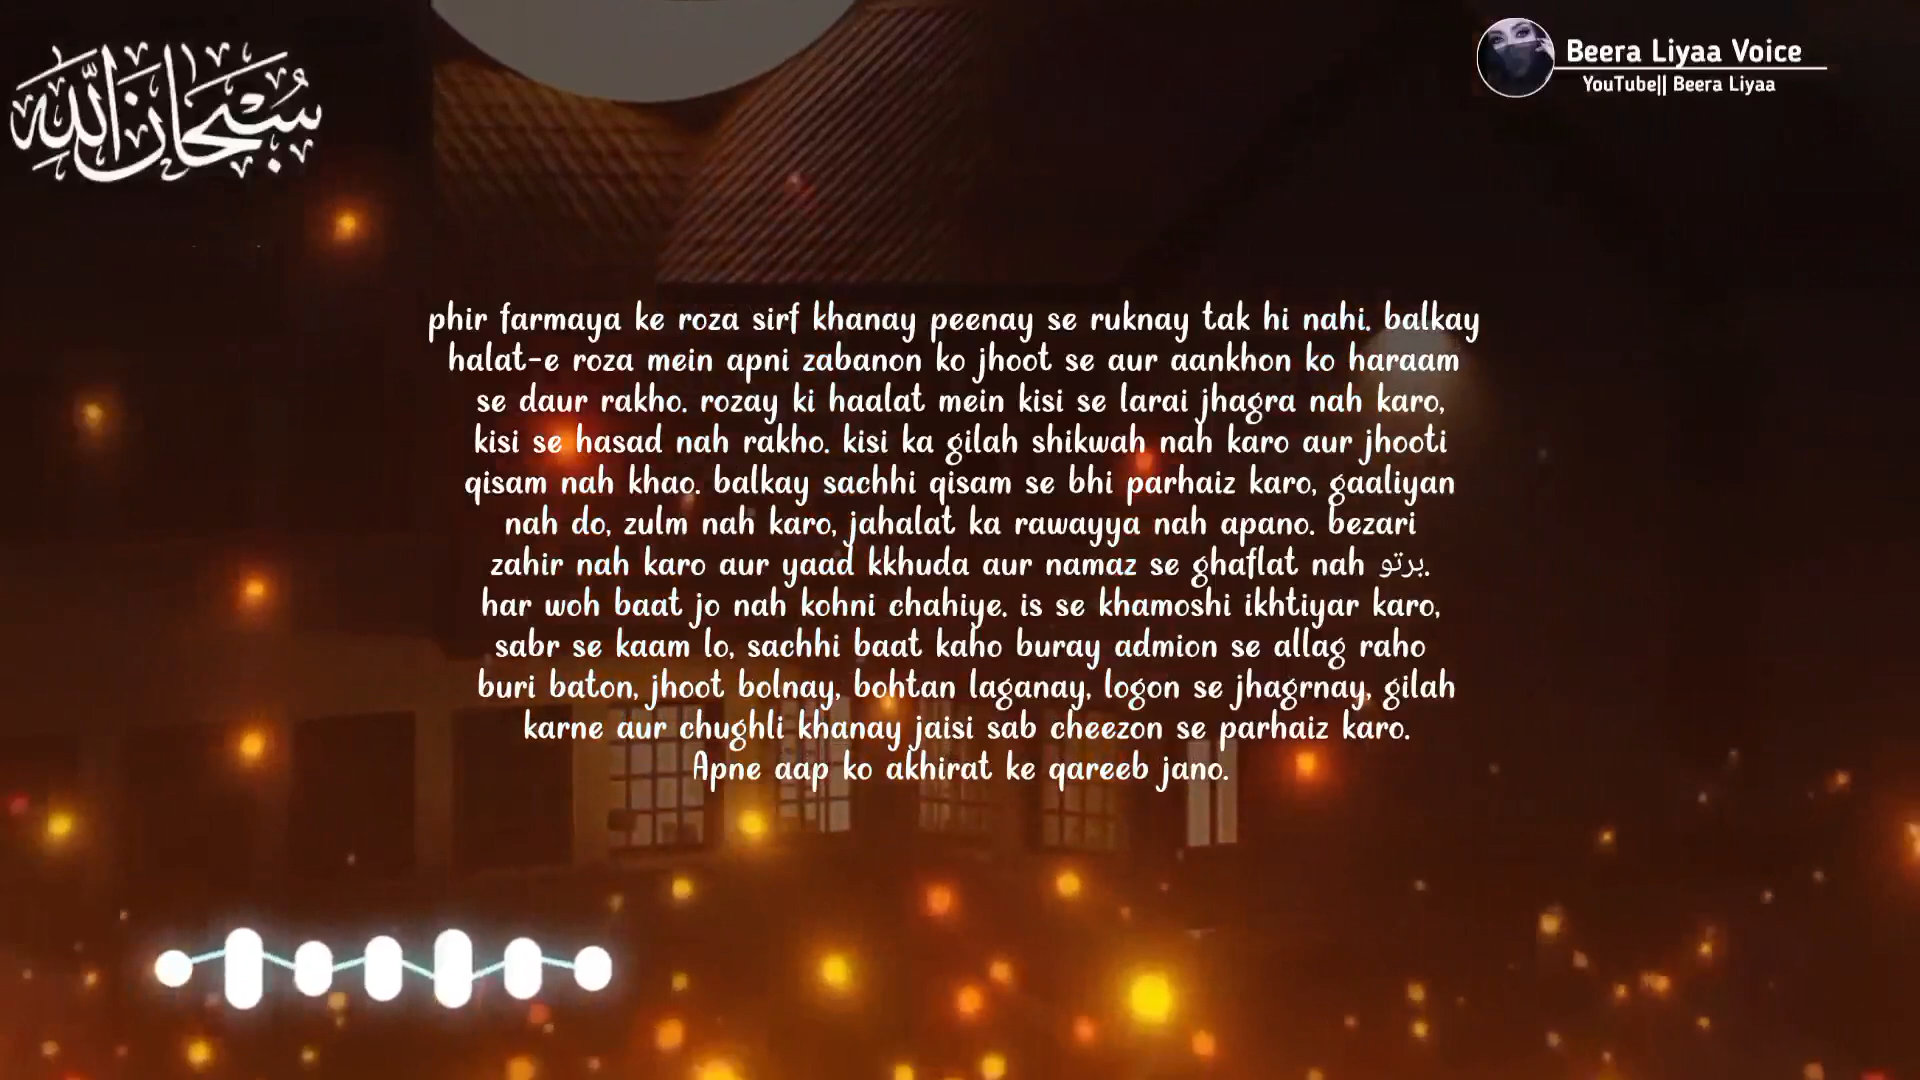 سُبْحَانَ اللّٰه
Beera Liyaa Voice
YouTube|| Beera Liyaa
phir farmaya ke roza sirf khanay peenay se ruknay tak hi nahi. balkay
halat-e roza mein apni zabanon ko jhoot se aur aankhon ko haraam
se daur rakho. rozay ki haalat mein kisi se larai jhagra nah karo,
kisi se hasad nah rakho. kisi ka gilah shikwah nah karo aur jhooti
qisam nah khao. balkay sachhi qisam se bhi parhaiz karo, gaaliyan
nah do, zulm nah karo, jahalat ka rawayya nah apano. bezari
zahir nah karo aur yaad kkhuda aur namaz se ghaflat nah برتو.
har woh baat jo nah kohni chahiye. is se khamoshi ikhtiyar karo,
sabr se kaam lo, sachhi baat kaho buray admion se allag raho
buri baton, jhoot bolnay, bohtan laganay, logon se jhagrnay, gilah
karne aur chughli khanay jaisi sab cheezon se parhaiz karo.
Apne aap ko akhirat ke qareeb jano.